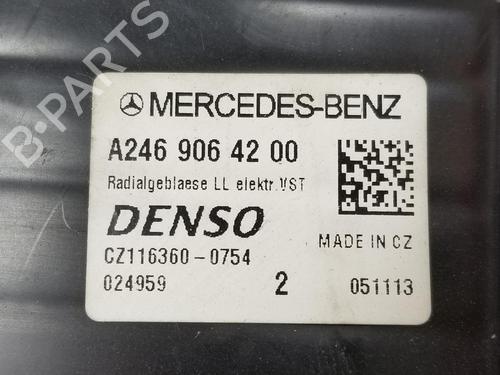 B-PARTS
MERCEDES-BENZ
A246 906 42 00
Radialgeblaese LL elektr.VST
DENSO
MADE IN CZ
CZ116360-0754
024959 2 051113